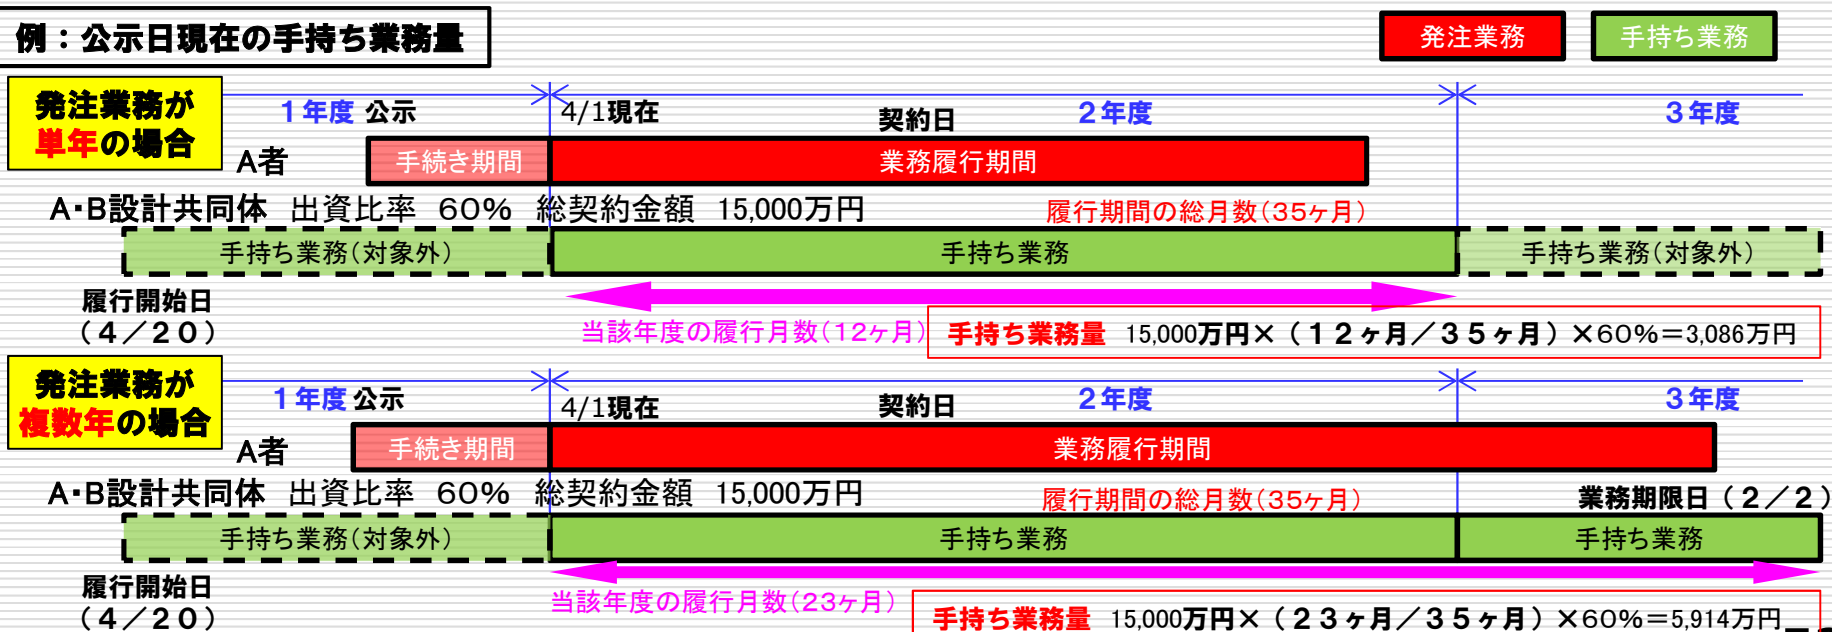 例：公示日現在の手持ち業務量
発注業務
手持ち業務
発注業務が
単年の場合
１年度 公示
4/1現在
契約日
２年度
３年度
A者
手続き期間
業務履行期間
A・B設計共同体 出資比率 60% 総契約金額 15,000万円
履行期間の総月数(35ヶ月)
手持ち業務(対象外)
手持ち業務
手持ち業務(対象外)
履行開始日
（４／２０）
当該年度の履行月数(12ヶ月)
手持ち業務量 15,000万円×（１２ヶ月／３５ヶ月）×60%＝3,086万円
発注業務が
複数年の場合
１年度 公示
4/1現在
契約日
２年度
３年度
A者
手続き期間
業務履行期間
A・B設計共同体 出資比率 60% 総契約金額 15,000万円
履行期間の総月数(35ヶ月)
業務期限日（２／２）
手持ち業務(対象外)
手持ち業務
手持ち業務
履行開始日
（４／２０）
当該年度の履行月数(23ヶ月)
手持ち業務量 15,000万円×（２３ヶ月／３５ヶ月）×60%＝5,914万円